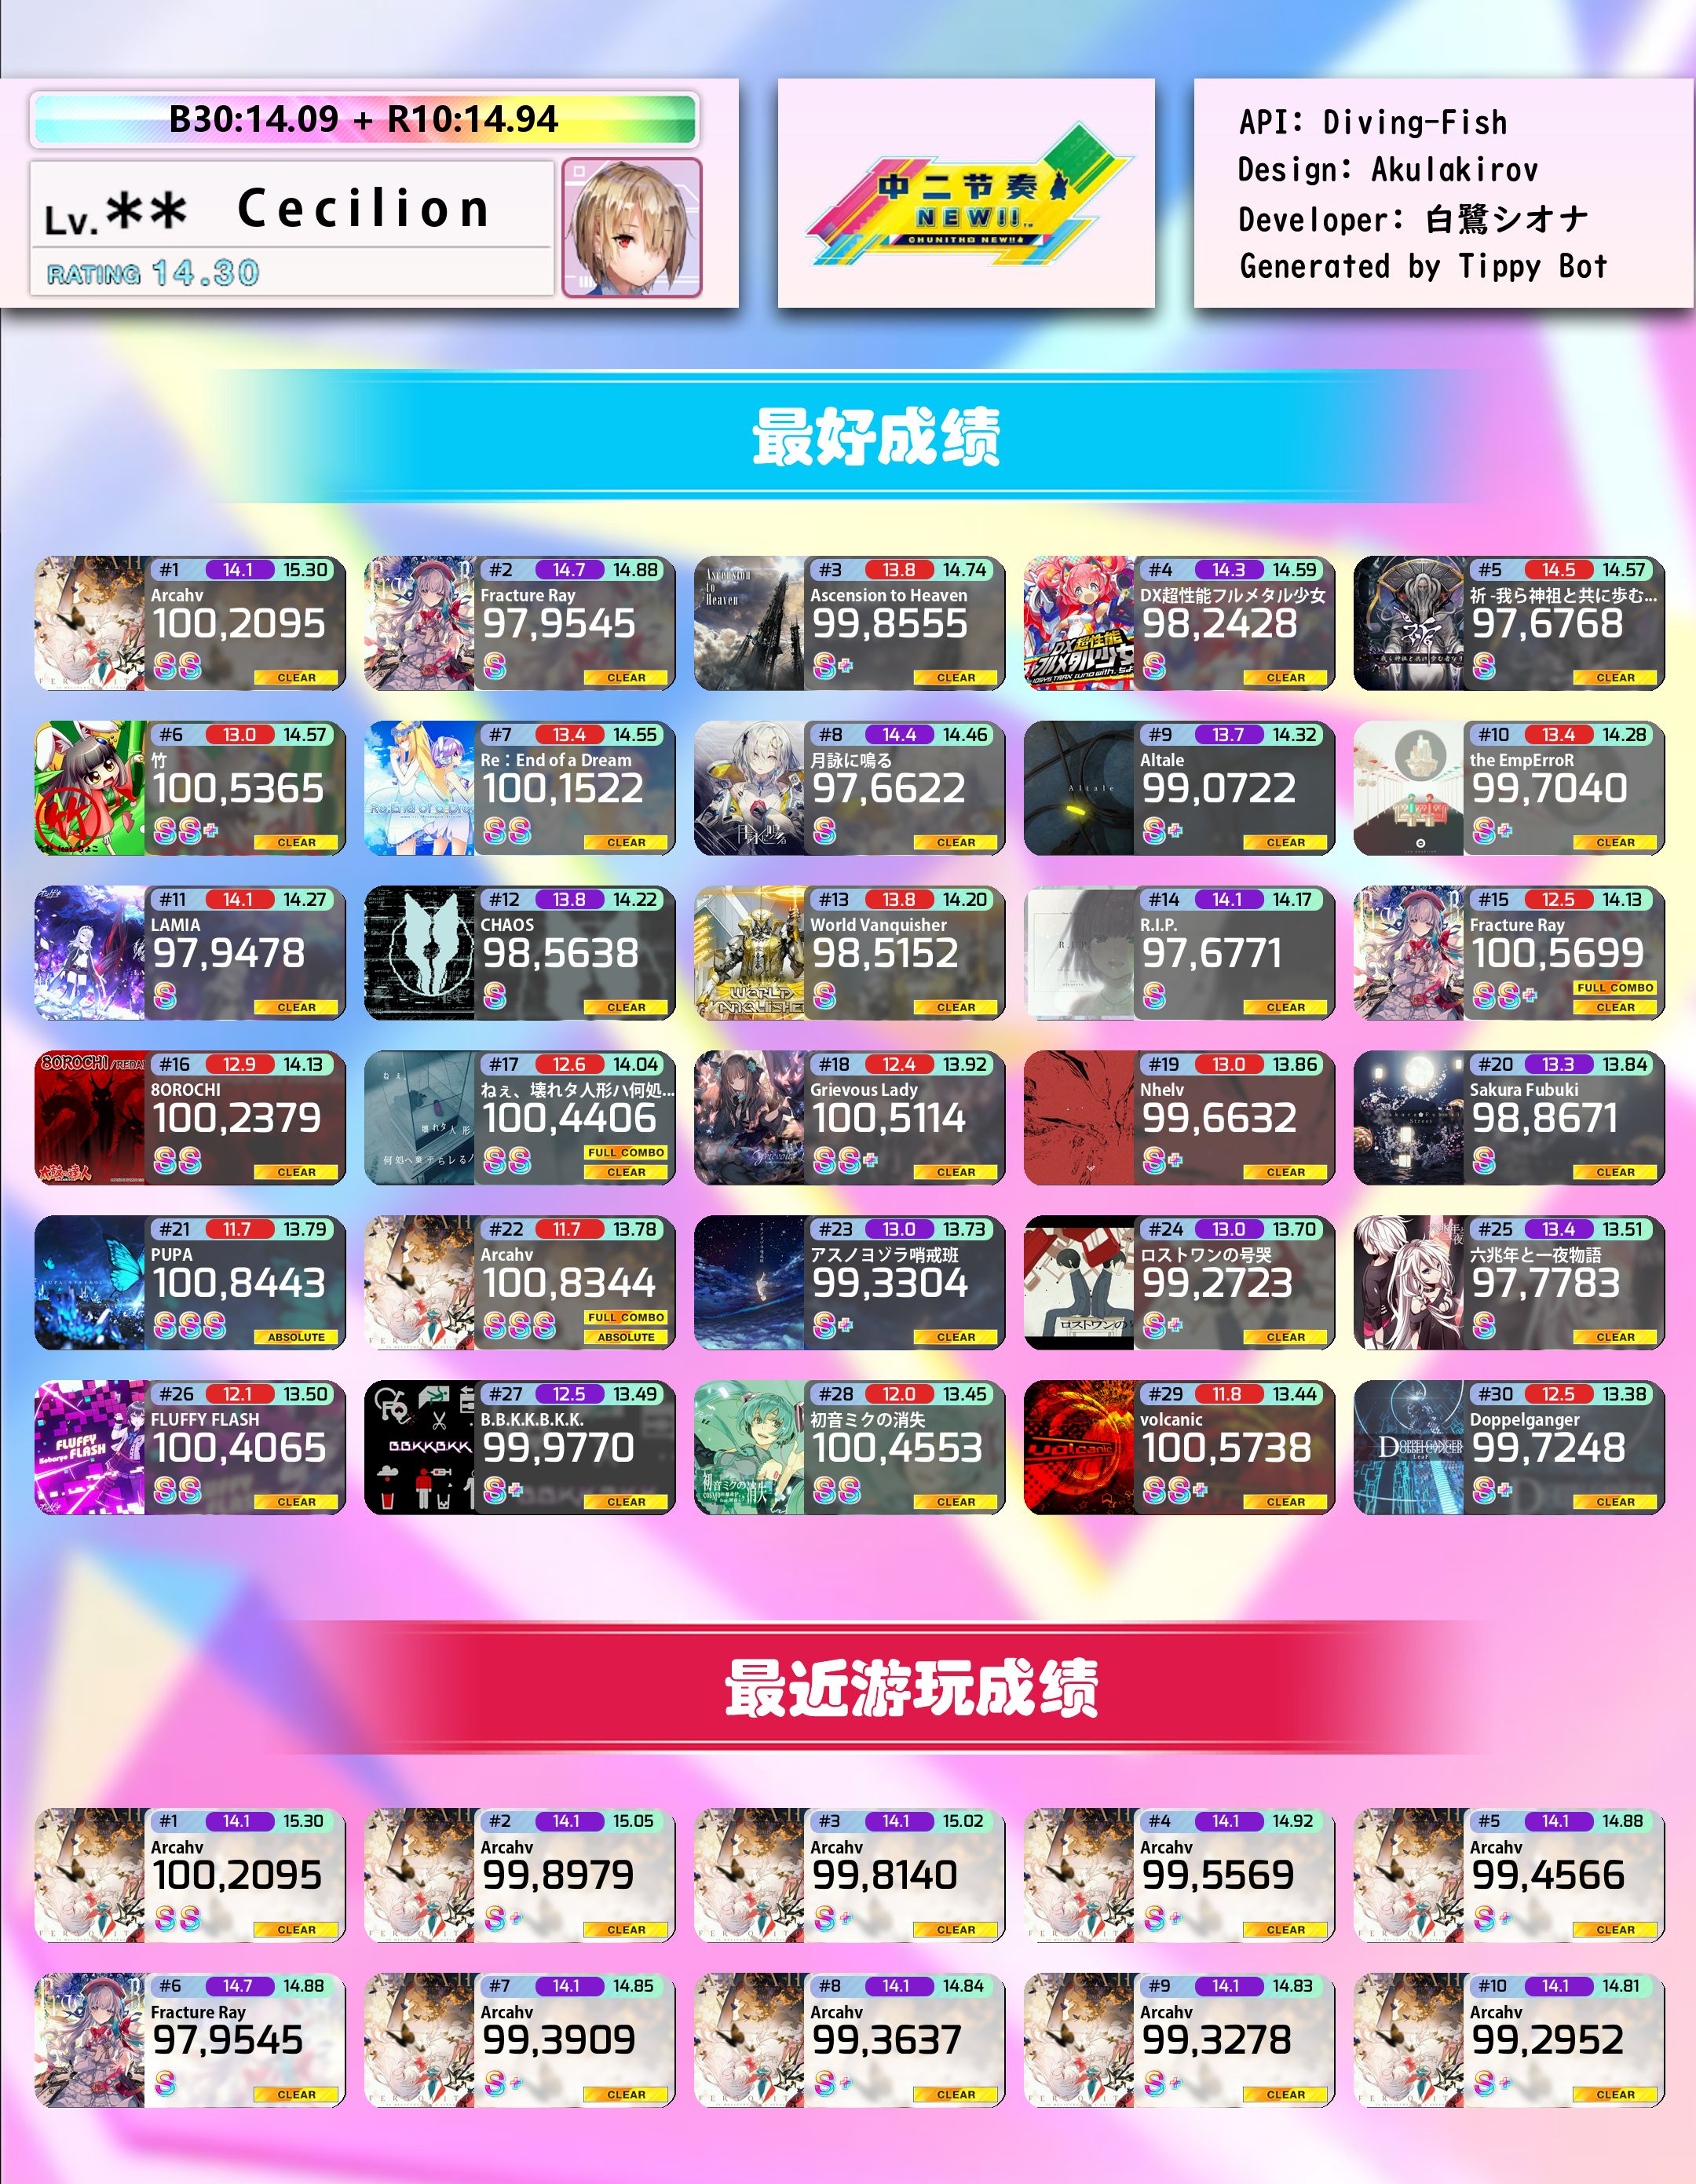 B30:14.09 + R10:14.94
Lv.** Cecilion
RATING 14.30
中二节奏
NEW!!
CHUNITHM NEW!!
API: Diving-Fish
Design: Akulakirov
Developer: 白鷺シオナ
Generated by Tippy Bot
最好成绩
#1 14.1 15.30
Arcahv
100,2095
SS
CLEAR
#2 14.7 14.88
Fracture Ray
97,9545
S
CLEAR
#3 13.8 14.74
Ascension to Heaven
99,8555
S+
CLEAR
#4 14.3 14.59
DX超性能フルメタル少女
98,2428
S
CLEAR
#5 14.5 14.57
祈 -我ら神祖と共に歩む...
97,6768
S
CLEAR
#6 13.0 14.57
竹
100,5365
SS+
CLEAR
#7 13.4 14.55
Re：End of a Dream
100,1522
SS
CLEAR
#8 14.4 14.46
月詠に鳴る
97,6622
S
CLEAR
#9 13.7 14.32
Altale
99,0722
S+
CLEAR
#10 13.4 14.28
the EmpErroR
99,7040
S+
CLEAR
#11 14.1 14.27
LAMIA
97,9478
S
CLEAR
#12 13.8 14.22
CHAOS
98,5638
S
CLEAR
#13 13.8 14.20
World Vanquisher
98,5152
S
CLEAR
#14 14.1 14.17
R.I.P.
97,6771
S
CLEAR
#15 12.5 14.13
Fracture Ray
100,5699
SS+
FULL COMBO
CLEAR
#16 12.9 14.13
8OROCHI
100,2379
SS
CLEAR
#17 12.6 14.04
ねぇ、壊れタ人形ハ何処...
100,4406
SS
FULL COMBO
CLEAR
#18 12.4 13.92
Grievous Lady
100,5114
SS+
CLEAR
#19 13.0 13.86
Nhelv
99,6632
S+
CLEAR
#20 13.3 13.84
Sakura Fubuki
98,8671
S
CLEAR
#21 11.7 13.79
PUPA
100,8443
SSS
ABSOLUTE
#22 11.7 13.78
Arcahv
100,8344
SSS
FULL COMBO
ABSOLUTE
#23 13.0 13.73
アスノヨゾラ哨戒班
99,3304
S+
CLEAR
#24 13.0 13.70
ロストワンの号哭
99,2723
S+
CLEAR
#25 13.4 13.51
六兆年と一夜物語
97,7783
S
CLEAR
#26 12.1 13.50
FLUFFY FLASH
100,4065
SS
CLEAR
#27 12.5 13.49
B.B.K.K.B.K.K.
99,9770
S+
CLEAR
#28 12.0 13.45
初音ミクの消失
100,4553
SS
CLEAR
#29 11.8 13.44
volcanic
100,5738
SS+
CLEAR
#30 12.5 13.38
Doppelganger
99,7248
S+
CLEAR
最近游玩成绩
#1 14.1 15.30
Arcahv
100,2095
SS
CLEAR
#2 14.1 15.05
Arcahv
99,8979
S+
CLEAR
#3 14.1 15.02
Arcahv
99,8140
S+
CLEAR
#4 14.1 14.92
Arcahv
99,5569
S+
CLEAR
#5 14.1 14.88
Arcahv
99,4566
S+
CLEAR
#6 14.7 14.88
Fracture Ray
97,9545
S
CLEAR
#7 14.1 14.85
Arcahv
99,3909
S+
CLEAR
#8 14.1 14.84
Arcahv
99,3637
S+
CLEAR
#9 14.1 14.83
Arcahv
99,3278
S+
CLEAR
#10 14.1 14.81
Arcahv
99,2952
S+
CLEAR